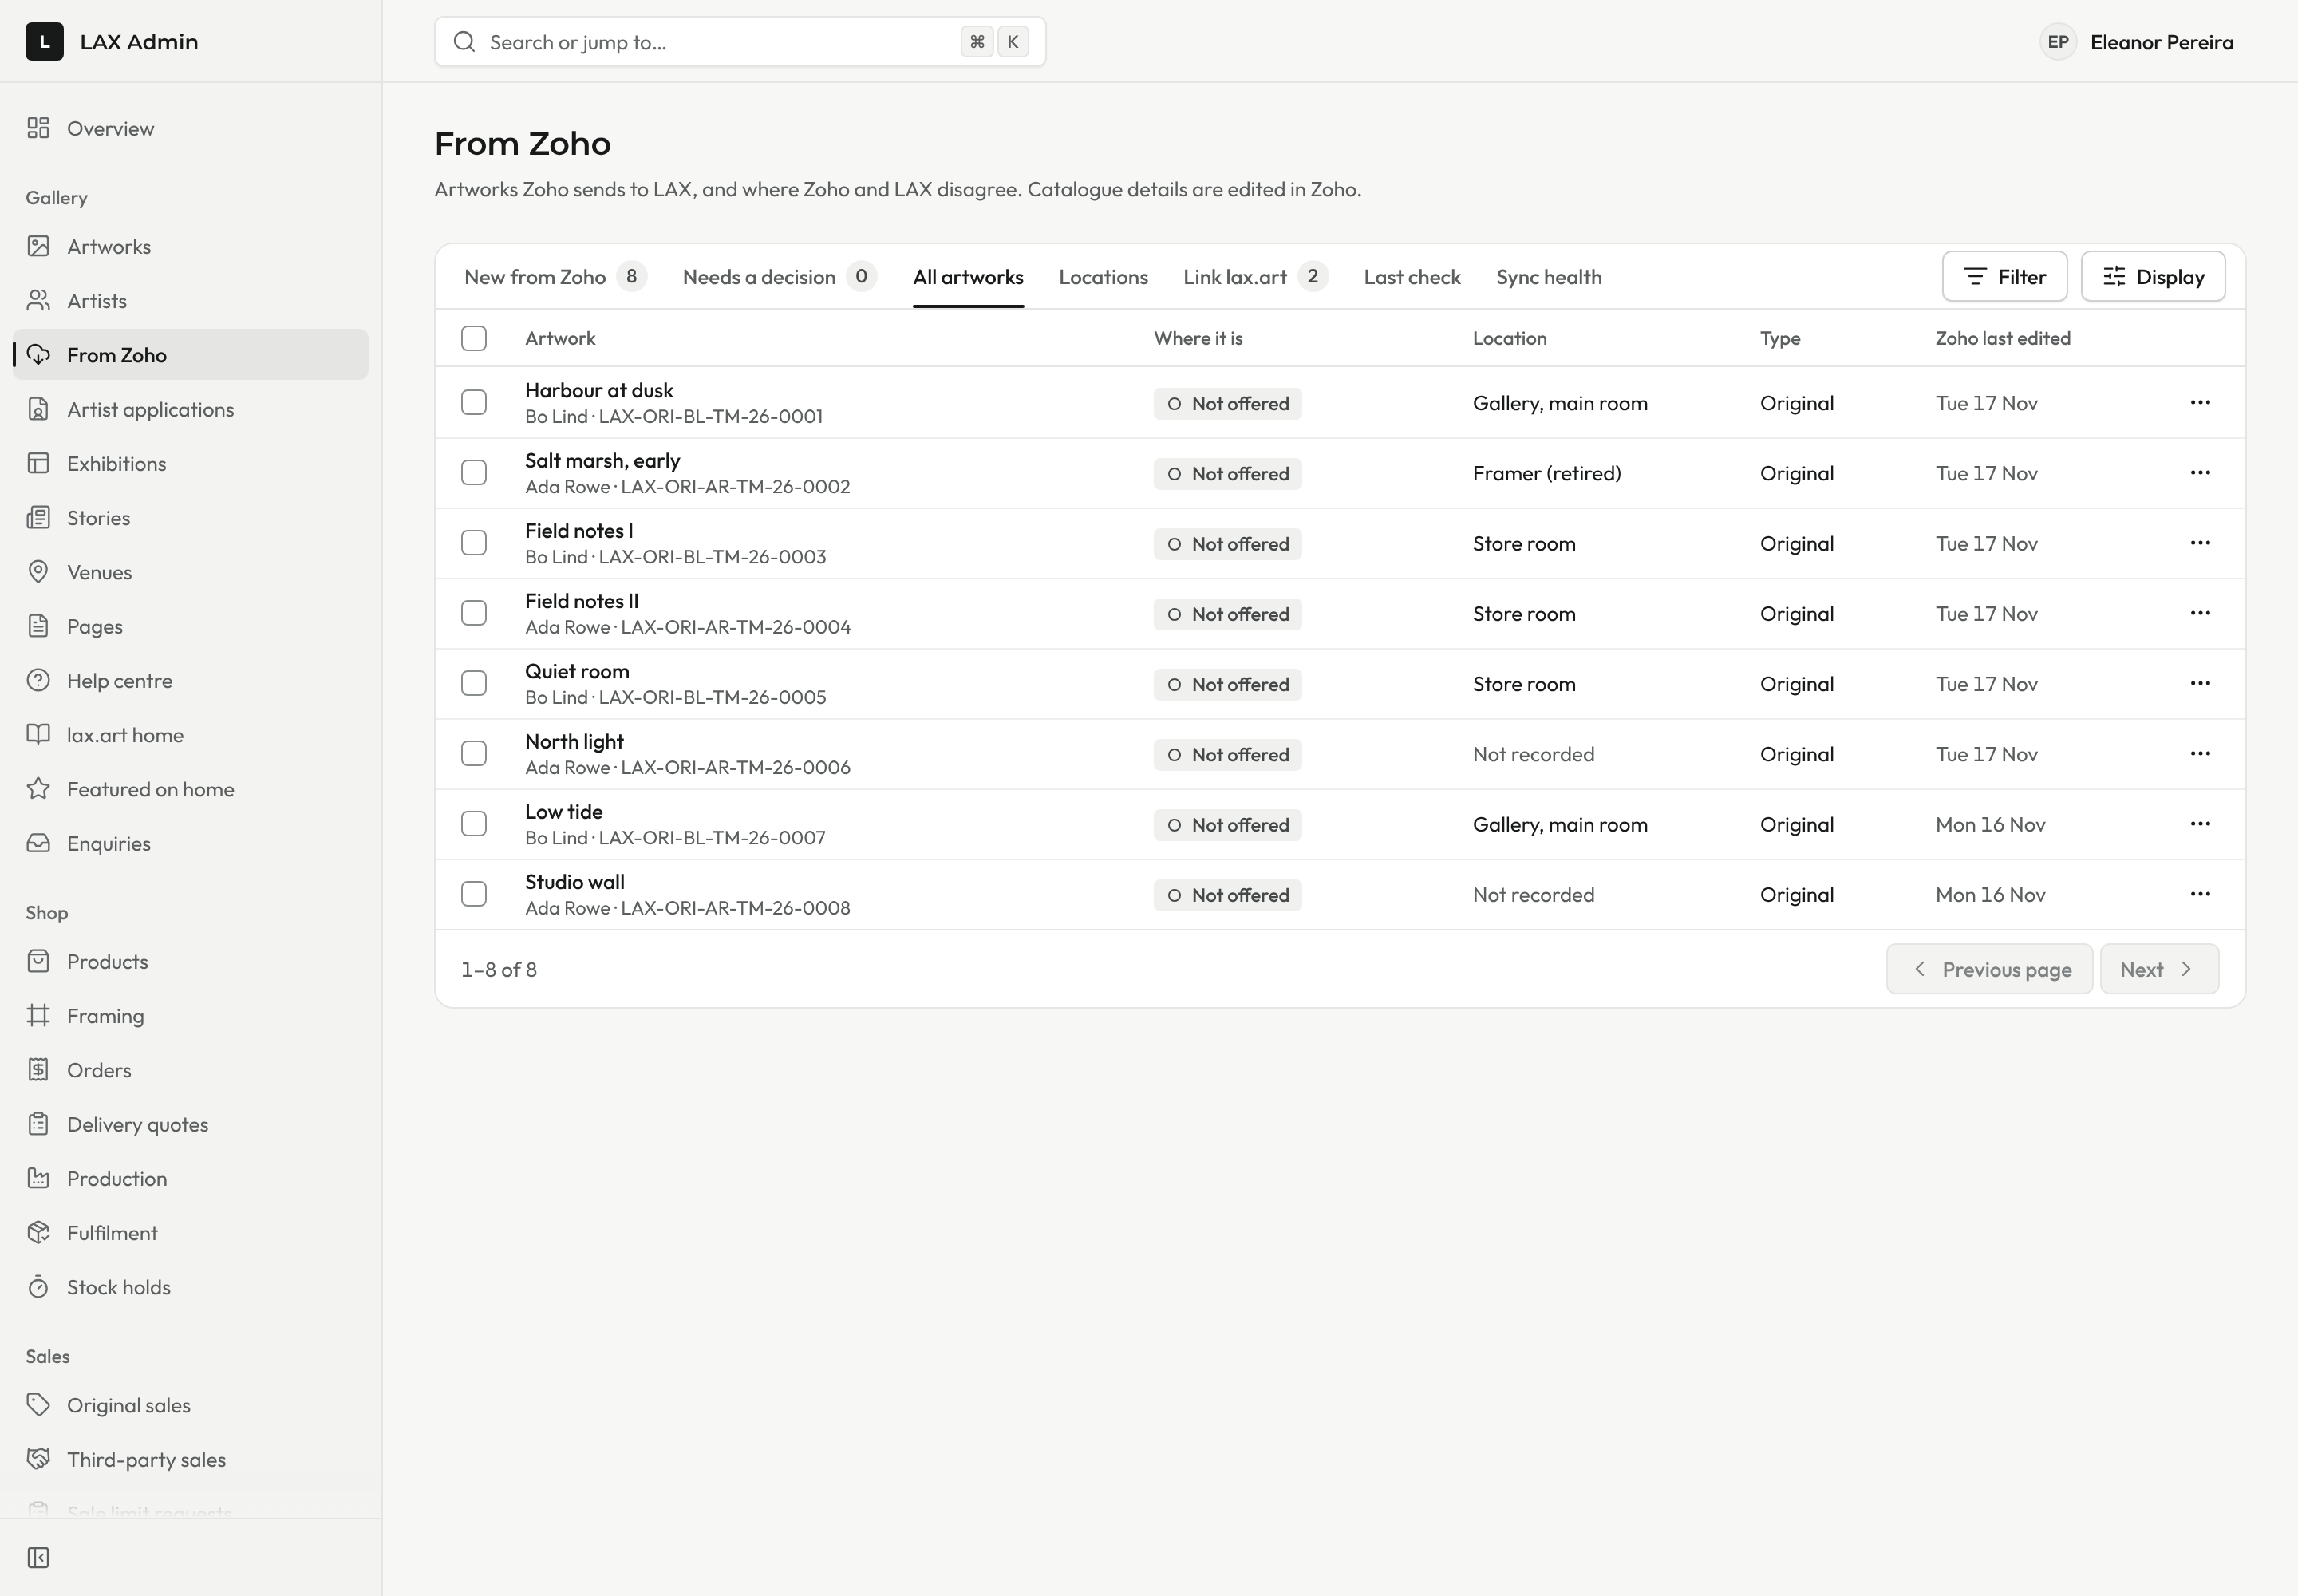 L LAX Admin
Search or jump to...
⌘ K
EP Eleanor Pereira
Overview
Gallery
Artworks
Artists
From Zoho
Artist applications
Exhibitions
Stories
Venues
Pages
Help centre
lax.art home
Featured on home
Enquiries
Shop
Products
Framing
Orders
Delivery quotes
Production
Fulfilment
Stock holds
Sales
Original sales
Third-party sales
Sale limit requests
From Zoho
Artworks Zoho sends to LAX, and where Zoho and LAX disagree. Catalogue details are edited in Zoho.
New from Zoho 8 Needs a decision 0 All artworks Locations Link lax.art 2 Last check Sync health Filter Display
Artwork Where it is Location Type Zoho last edited
Harbour at dusk
Bo Lind · LAX-ORI-BL-TM-26-0001
Not offered Gallery, main room Original Tue 17 Nov
Salt marsh, early
Ada Rowe · LAX-ORI-AR-TM-26-0002
Not offered Framer (retired) Original Tue 17 Nov
Field notes I
Bo Lind · LAX-ORI-BL-TM-26-0003
Not offered Store room Original Tue 17 Nov
Field notes II
Ada Rowe · LAX-ORI-AR-TM-26-0004
Not offered Store room Original Tue 17 Nov
Quiet room
Bo Lind · LAX-ORI-BL-TM-26-0005
Not offered Store room Original Tue 17 Nov
North light
Ada Rowe · LAX-ORI-AR-TM-26-0006
Not offered Not recorded Original Tue 17 Nov
Low tide
Bo Lind · LAX-ORI-BL-TM-26-0007
Not offered Gallery, main room Original Mon 16 Nov
Studio wall
Ada Rowe · LAX-ORI-AR-TM-26-0008
Not offered Not recorded Original Mon 16 Nov
1–8 of 8
Previous page Next